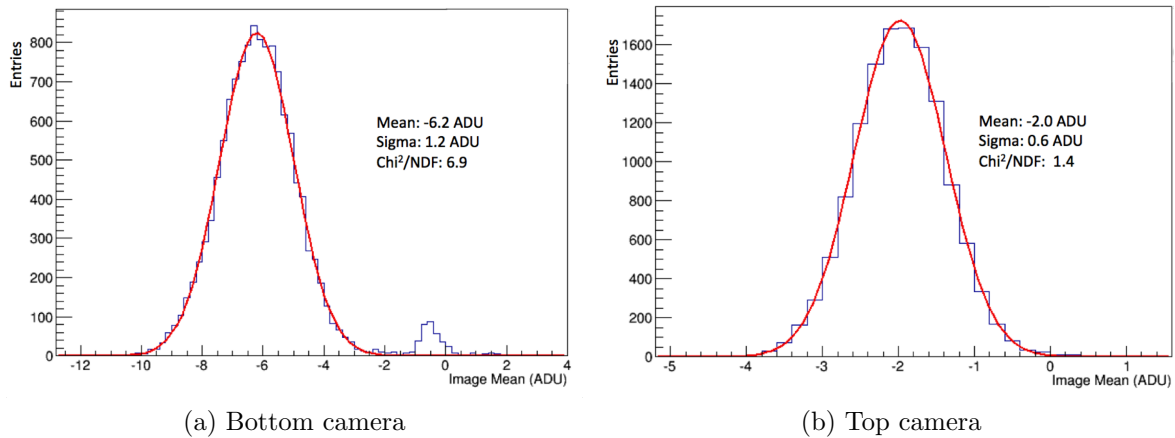 Entries
800
700
600
500
400
300
200
100
0
Mean: -6.2 ADU
Sigma: 1.2 ADU
Chi²/NDF: 6.9
-12 -10 -8 -6 -4 -2 0 2 4
Image Mean (ADU)
(a) Bottom camera
Entries
1600
1400
1200
1000
800
600
400
200
0
Mean: -2.0 ADU
Sigma: 0.6 ADU
Chi²/NDF: 1.4
-5 -4 -3 -2 -1 0 1
Image Mean (ADU)
(b) Top camera